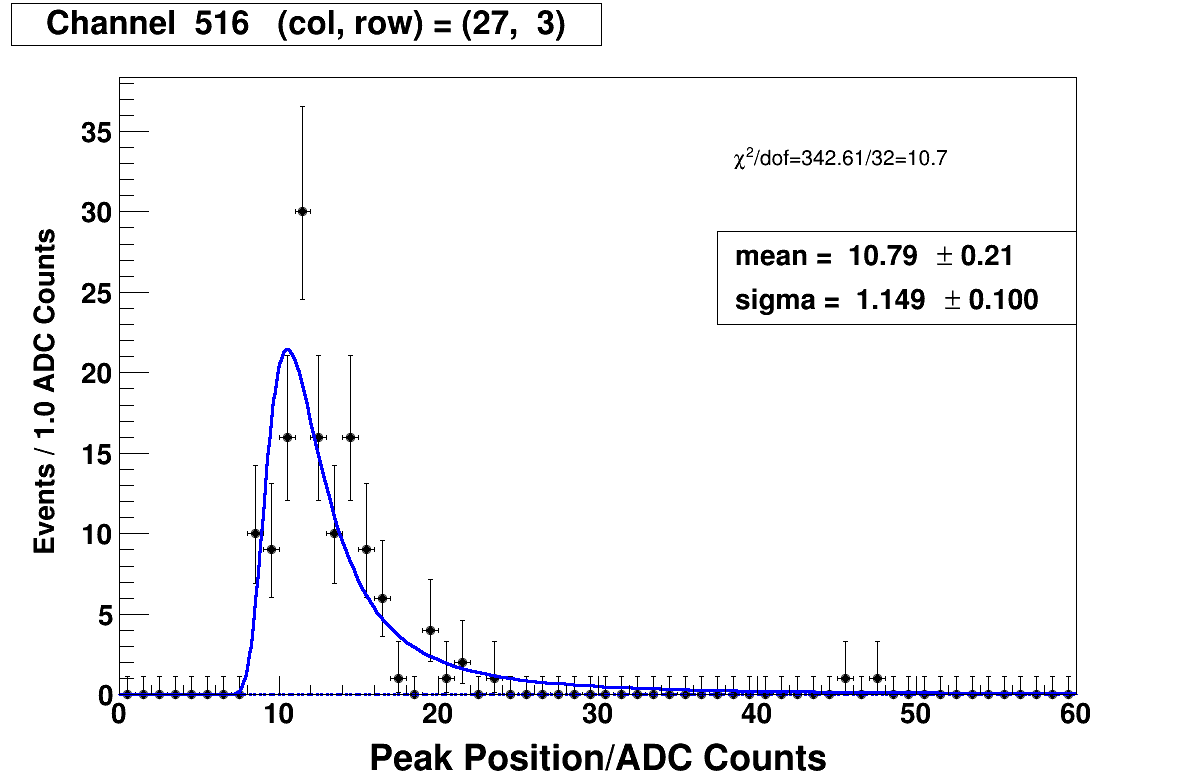 Channel 516 (col, row) = (27, 3)
χ²/dof=342.61/32=10.7
mean = 10.79 ± 0.21
sigma = 1.149 ± 0.100
Events / 1.0 ADC Counts
35
30
25
20
15
10
5
0
0 10 20 30 40 50 60
Peak Position/ADC Counts